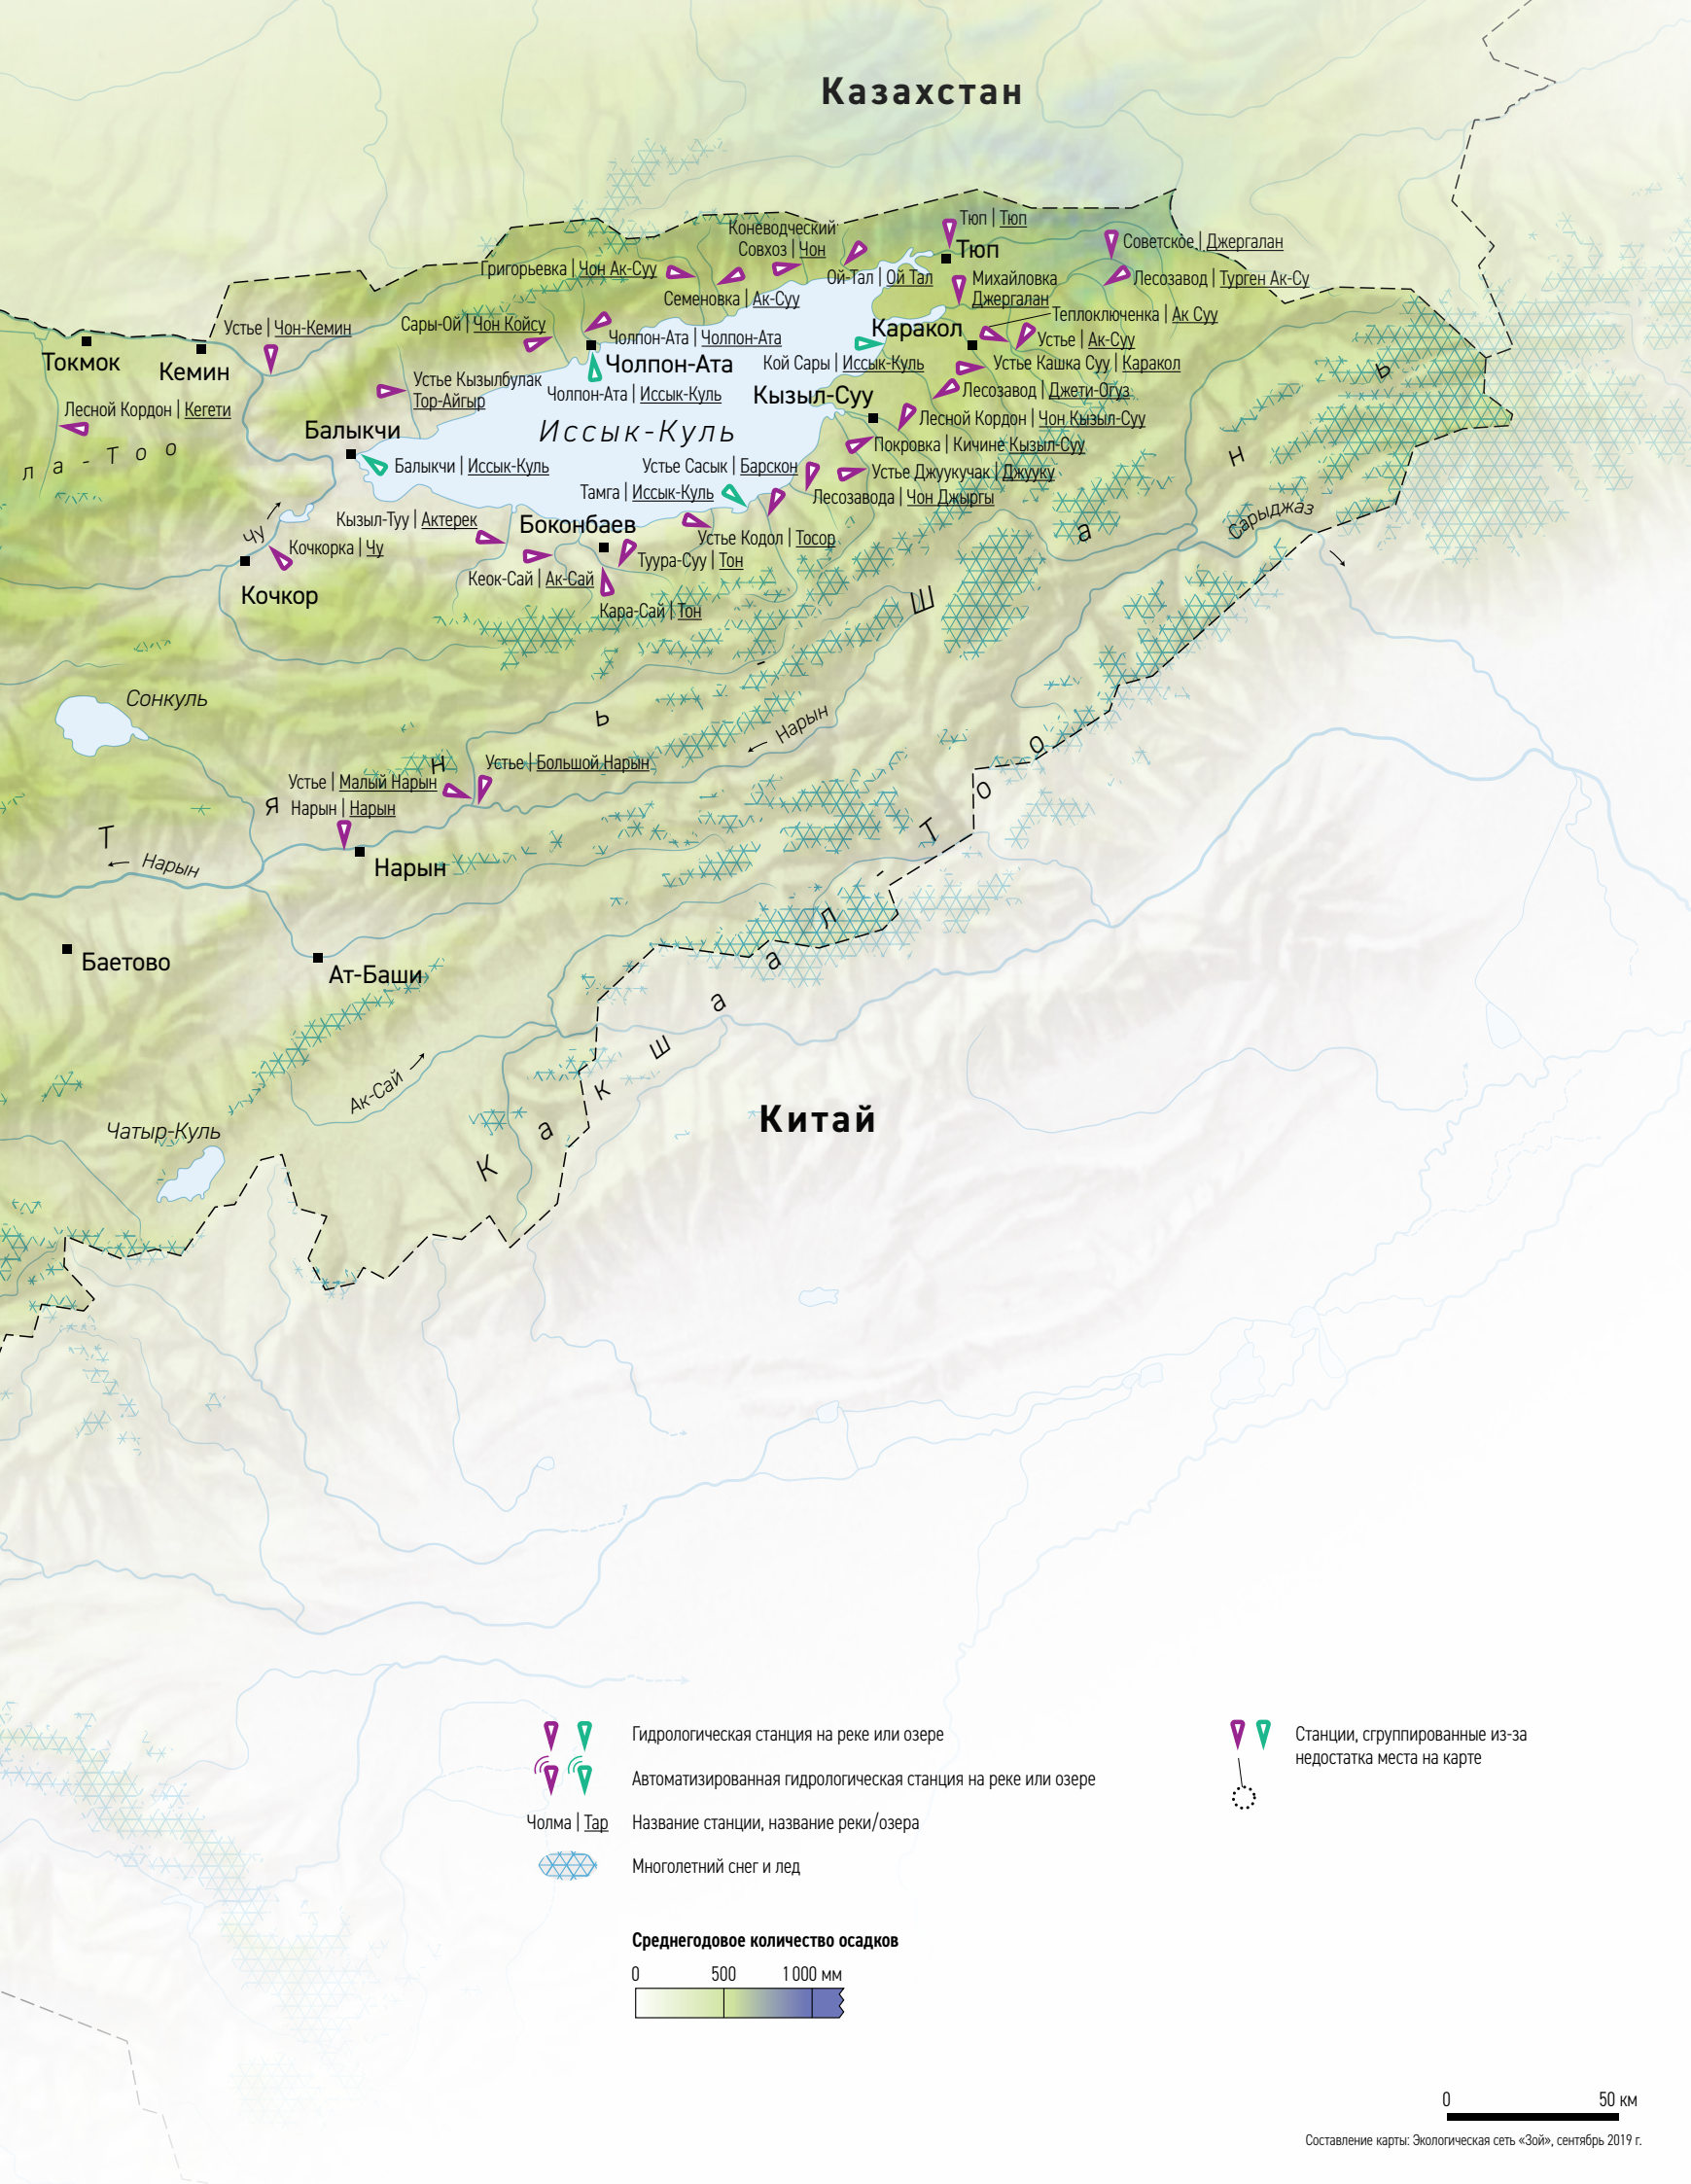 Казахстан
Тюп | Тюп
Коневодческий
Совхоз | Чон
Тюп
Советское | Джергалан
Григорьевка | Чон Ак-Суу
Ой-Тал | Ой Тал
Михайловка
Джергалан
Лесозавод | Турген Ак-Су
Семеновка | Ак-Суу
Теплоключенка | Ак Суу
Устье | Чон-Кемин
Сары-Ой | Чон Койсу
Чолпон-Ата | Чолпон-Ата
Каракол
Устье | Ак-Суу
Токмок
Кемин
Чолпон-Ата
Кой Сары | Иссык-Куль
Устье Кашка Суу | Каракол
Устье Кызылбулак
Тор-Айгыр
Чолпон-Ата | Иссык-Куль
Кызыл-Суу
Лесозавод | Джети-Огуз
Лесной Кордон | Кегети
Лесной Кордон | Чон Кызыл-Суу
Балыкчи
Иссык-Куль
Покровка | Кичине Кызыл-Суу
ла-Тоо
Балыкчи | Иссык-Куль
Устье Сасык | Барскон
Устье Джуукучак | Джууку
Тамга | Иссык-Куль
Лесозавода | Чон Джыргы
Чу
Кызыл-Туу | Актерек
Боконбаев
Устье Кодол | Тосор
Сарыджаз
Кочкорка | Чу
Туура-Суу | Тон
Кеок-Сай | Ак-Сай
Кочкор
Кара-Сай | Тон
Сонкуль
Нарын
Тянь-Шань
Устье | Большой Нарын
Устье | Малый Нарын
Нарын | Нарын
Нарын
Нарын
Баетово
Ат-Баши
Какшаал-Тоо
Ак-Сай
Чатыр-Куль
Китай
Гидрологическая станция на реке или озере
Станции, сгруппированные из-за
недостатка места на карте
Автоматизированная гидрологическая станция на реке или озере
Чолма | Тар
Название станции, название реки/озера
Многолетний снег и лед
Среднегодовое количество осадков
0 500 1 000 мм
0 50 км
Составление карты: Экологическая сеть «Зой», сентябрь 2019 г.